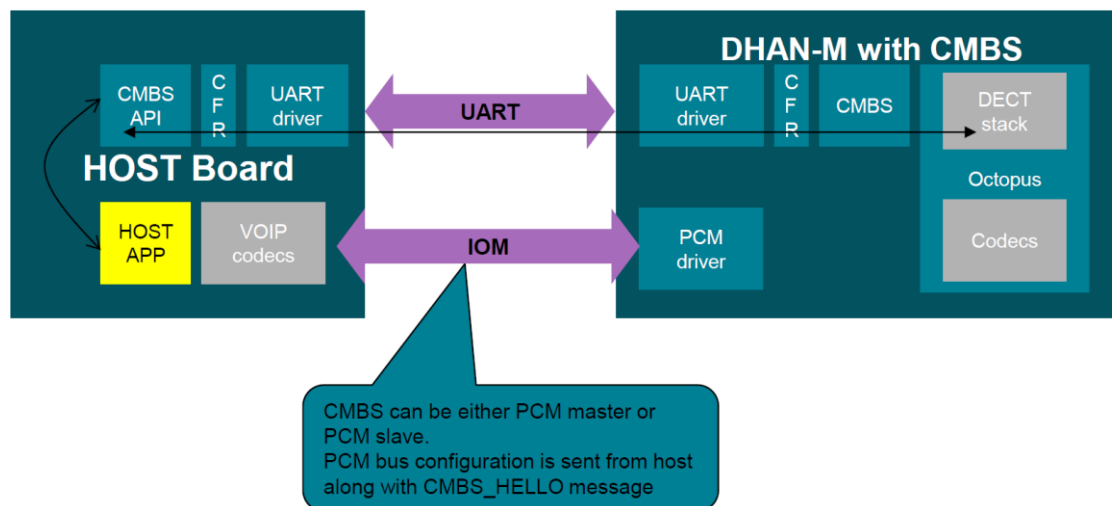 DHAN-M with CMBS
CMBS
API
C
F
R
UART
driver
UART
UART
driver
C
F
R
CMBS
DECT
stack
HOST Board
Octopus
HOST
APP
VOIP
codecs
IOM
PCM
driver
Codecs
CMBS can be either PCM master or
PCM slave.
PCM bus configuration is sent from host
along with CMBS_HELLO message